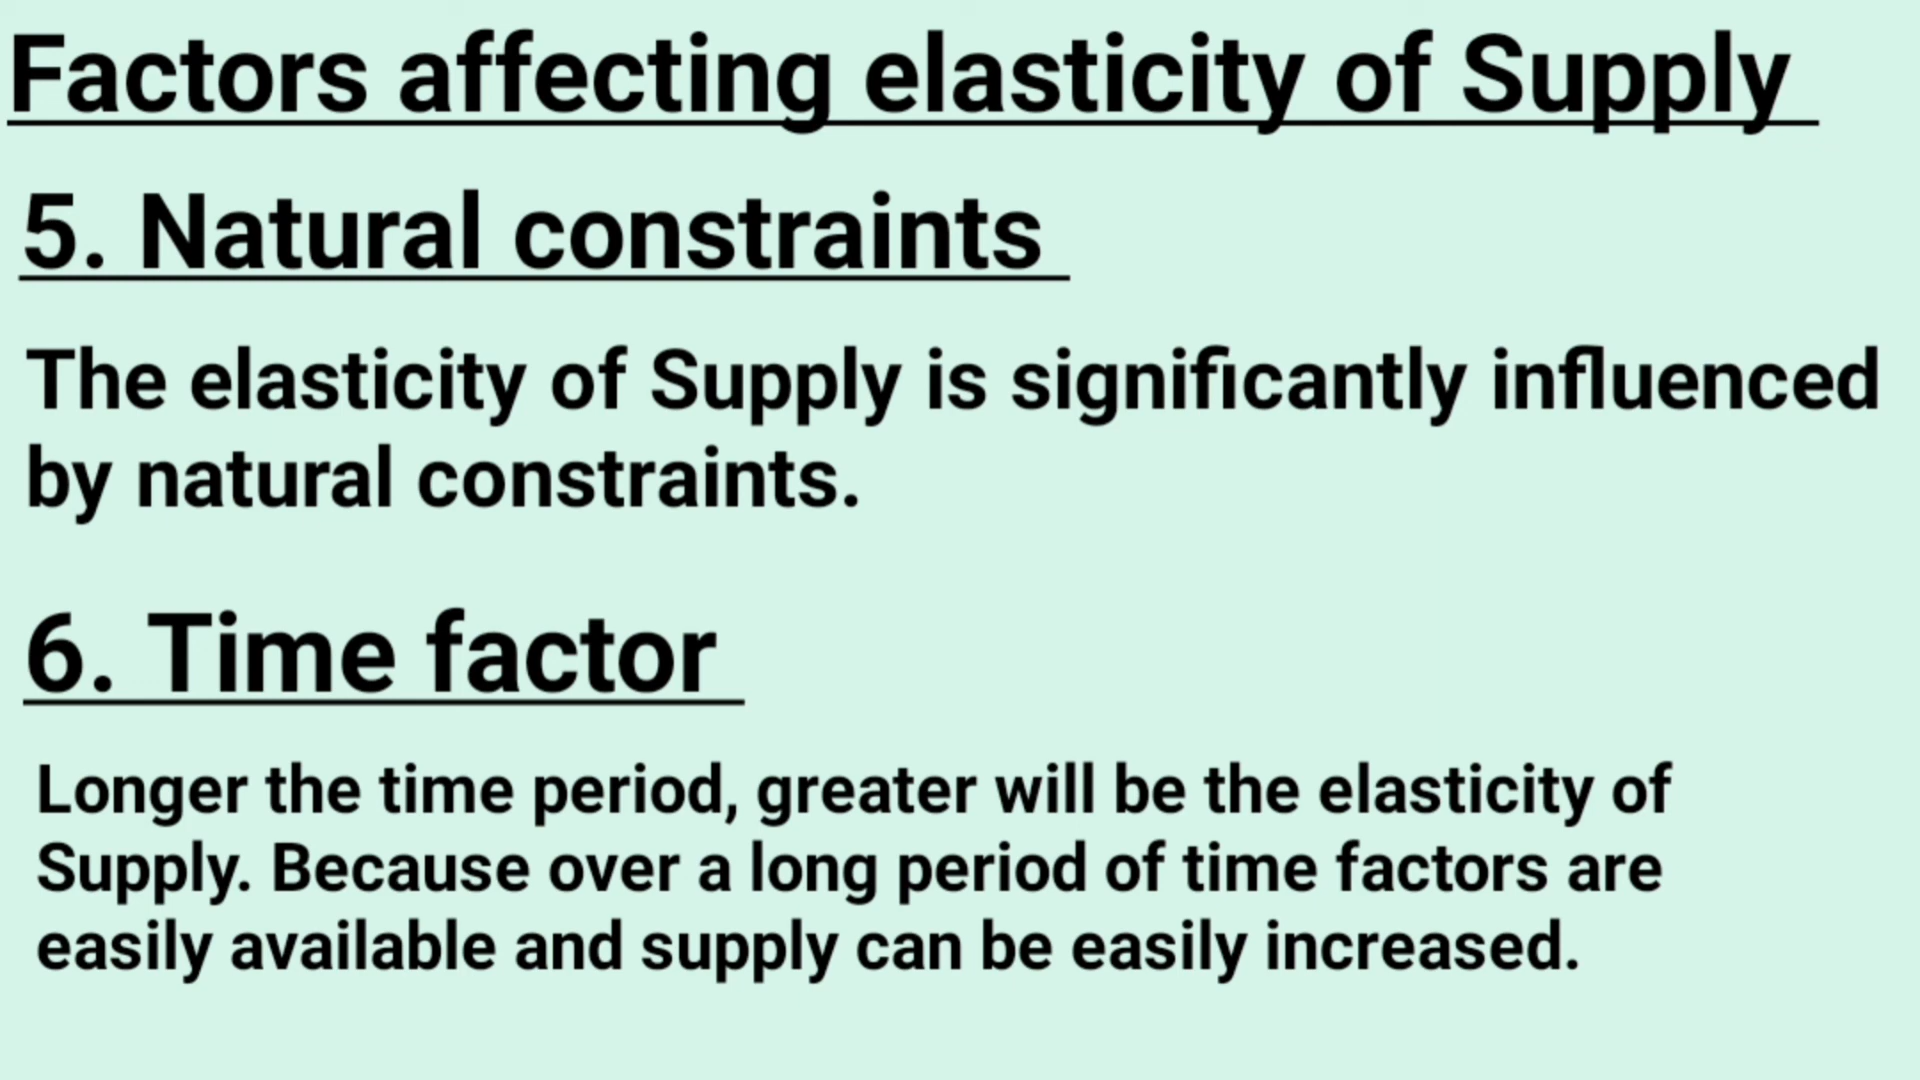 Factors affecting elasticity of Supply
5. Natural constraints
The elasticity of Supply is significantly influenced
by natural constraints.
6. Time factor
Longer the time period, greater will be the elasticity of
Supply. Because over a long period of time factors are
easily available and supply can be easily increased.